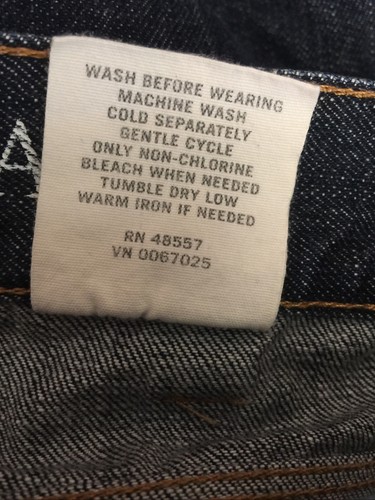 WASH BEFORE WEARING
MACHINE WASH
COLD SEPARATELY
GENTLE CYCLE
ONLY NON-CHLORINE
BLEACH WHEN NEEDED
TUMBLE DRY LOW
WARM IRON IF NEEDED
RN 48557
VN 0067025
A